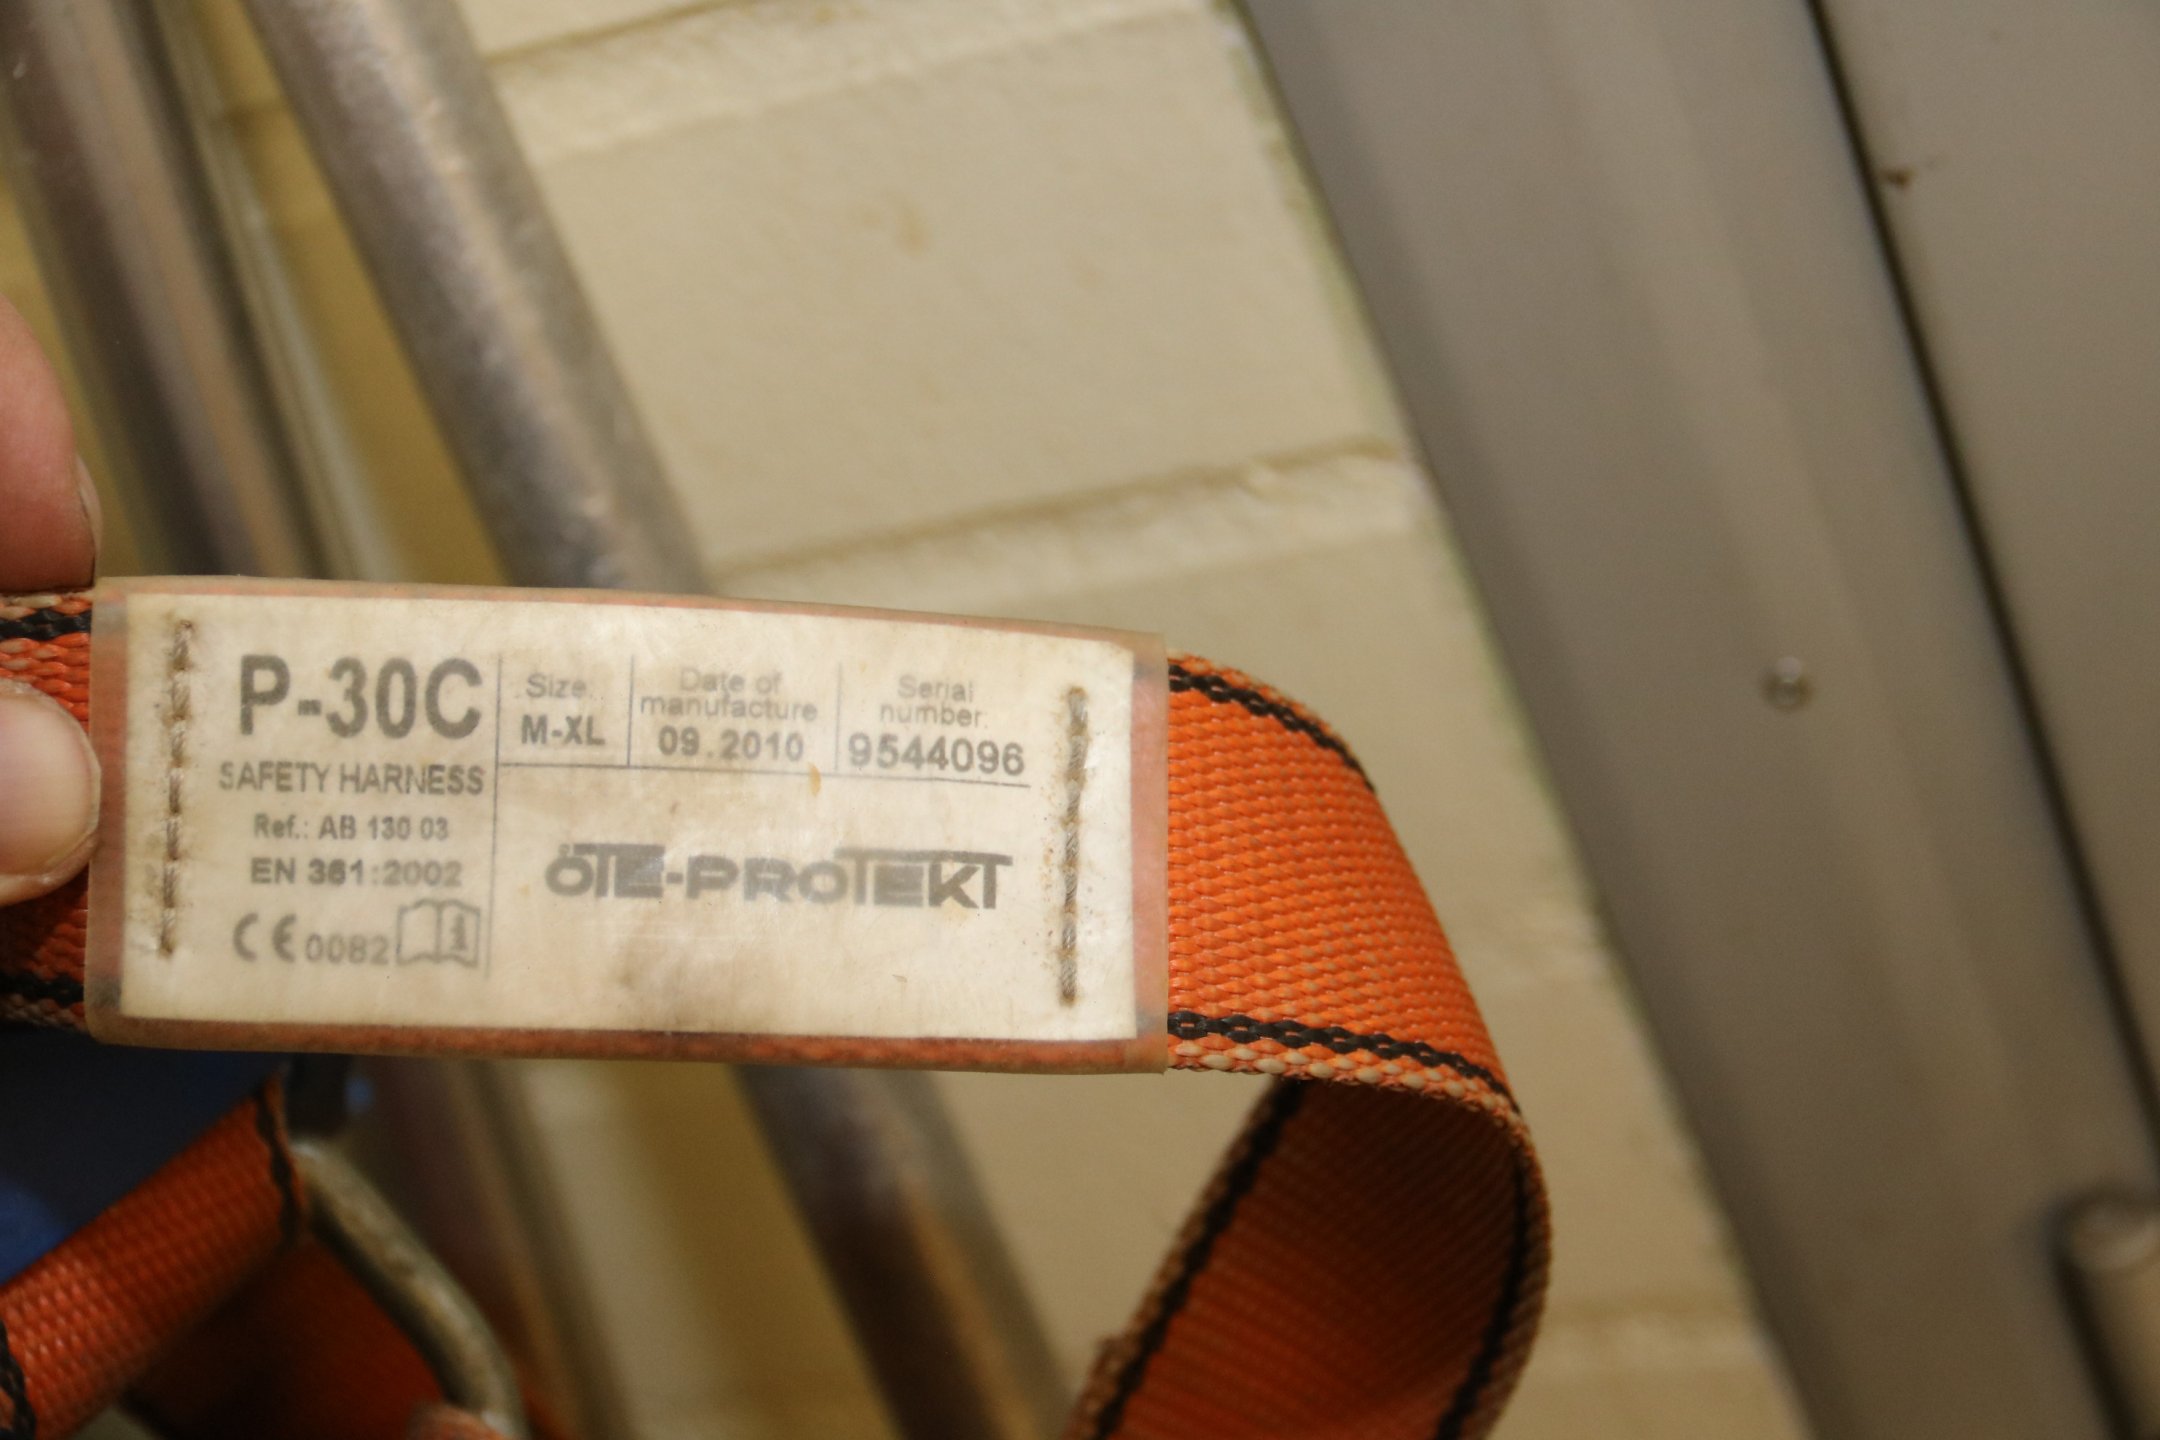 P-30C
SAFETY HARNESS
Ref.: AB 130 03
EN 361:2002
CE 0082
Size:
M-XL
Date of
manufacture
09.2010
Serial
number:
9544096
ÖTE-PROTEKT